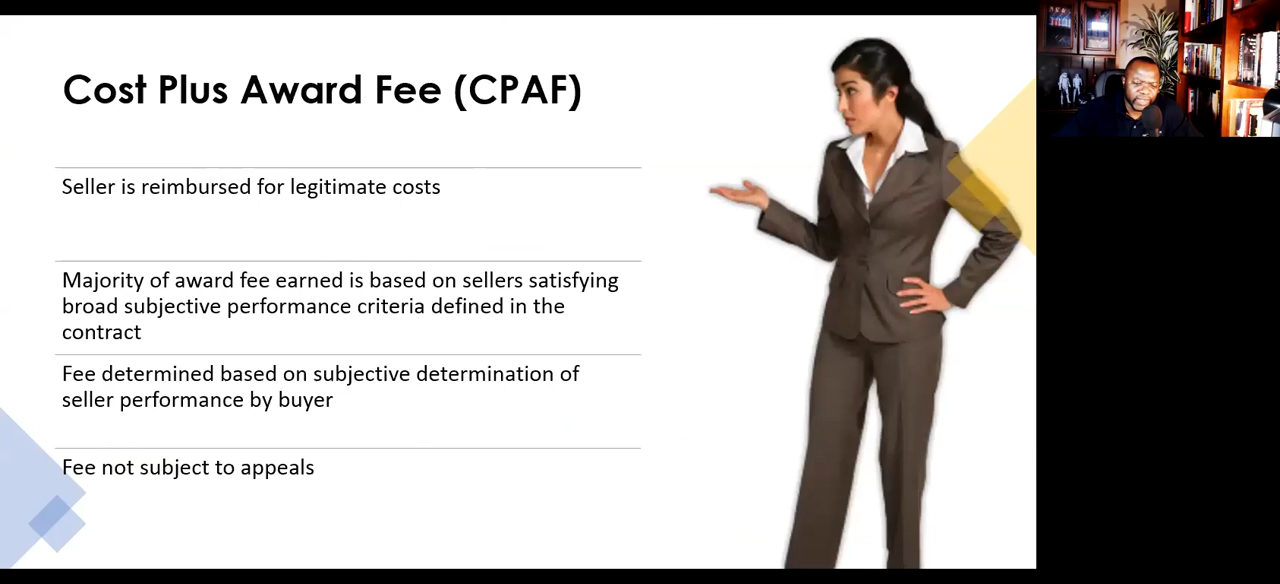 Cost Plus Award Fee (CPAF)
Seller is reimbursed for legitimate costs
Majority of award fee earned is based on sellers satisfying
broad subjective performance criteria defined in the
contract
Fee determined based on subjective determination of
seller performance by buyer
Fee not subject to appeals